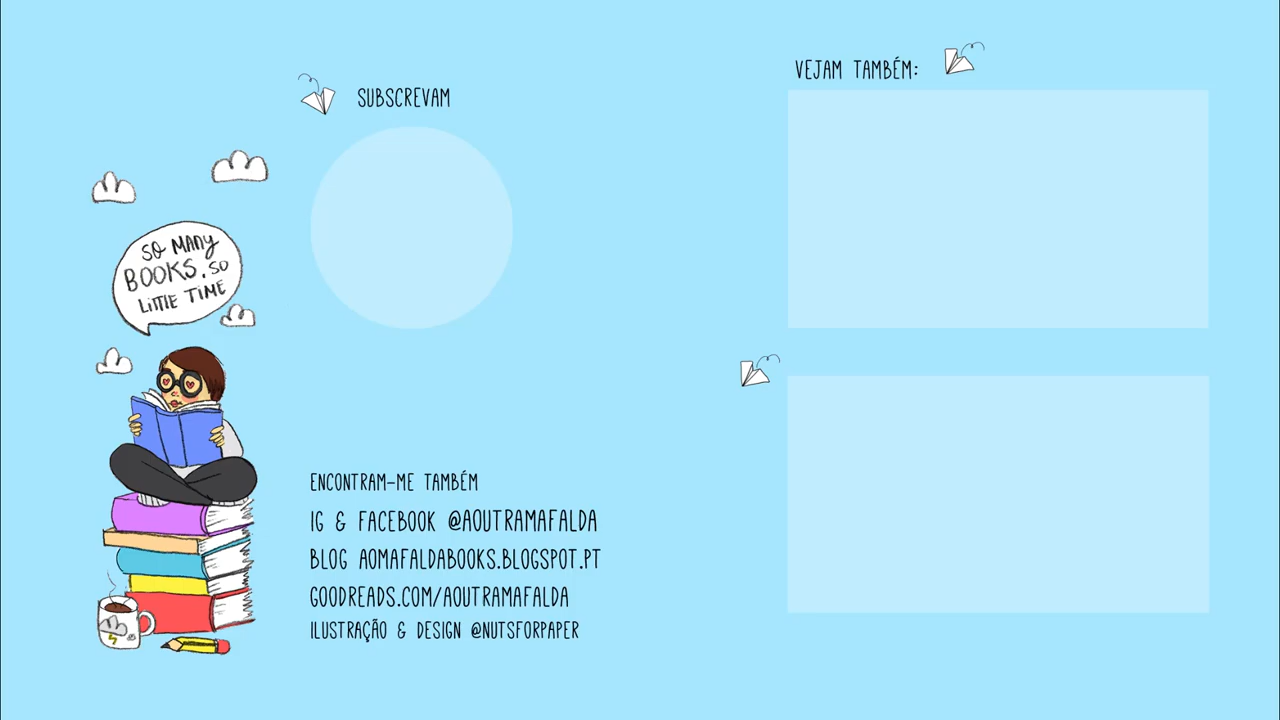 SUBSCREVAM
VEJAM TAMBÉM:
SO MANY
BOOKS, SO
LITTLE TIME
ENCONTRAM-ME TAMBÉM
IG & FACEBOOK @AOUTRAMAFALDA
BLOG AOMAFALDABOOKS.BLOGSPOT.PT
GOODREADS.COM/AOUTRAMAFALDA
ILUSTRAÇÃO & DESIGN @NUTSFORPAPER